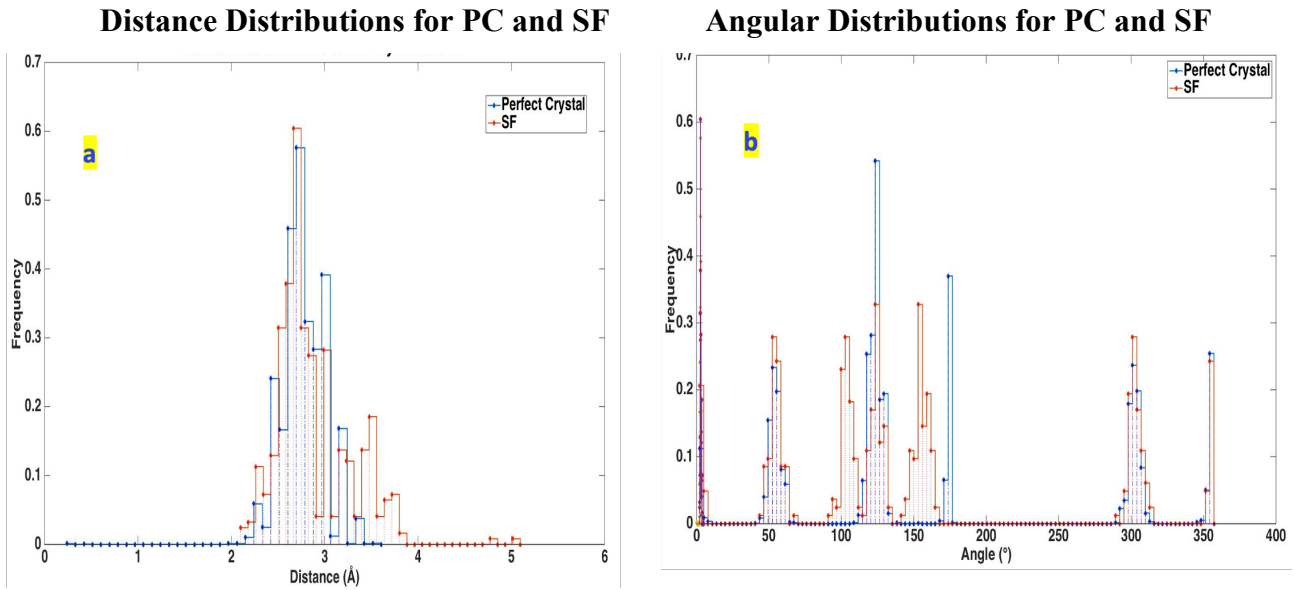 Distance Distributions for PC and SF
Angular Distributions for PC and SF
0.7
0.6
0.5
0.4
0.3
0.2
0.1
0
Frequency
a
Perfect Crystal
SF
0 1 2 3 4 5 6
Distance (Å)
0.7
0.6
0.5
0.4
0.3
0.2
0.1
0
Frequency
b
Perfect Crystal
SF
0 50 100 150 200 250 300 350 400
Angle (°)